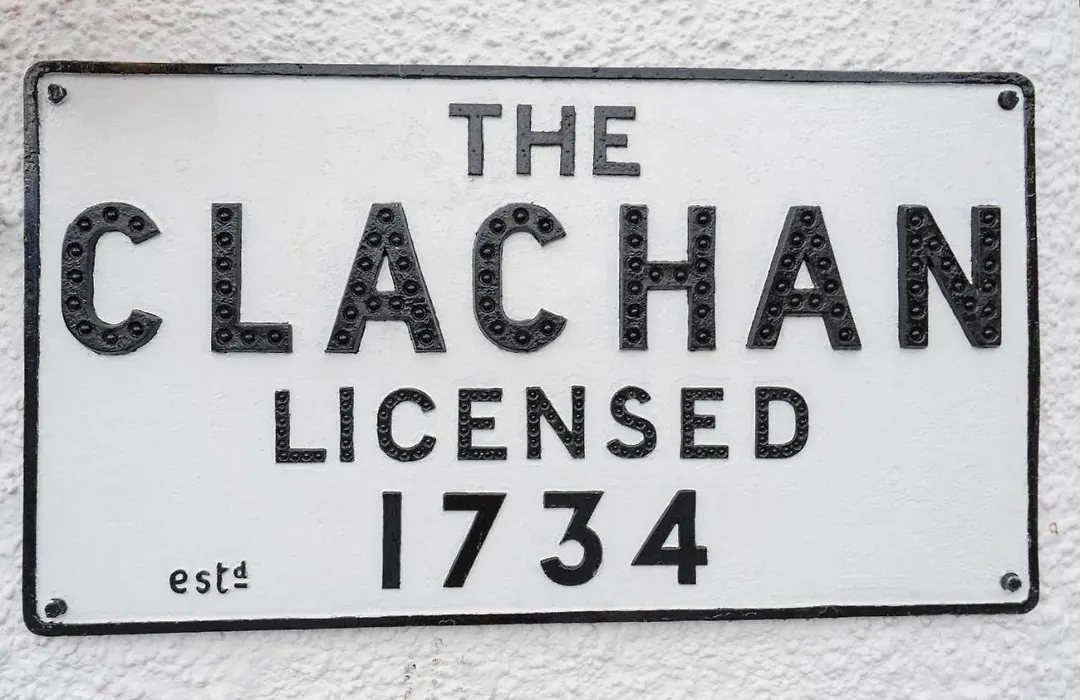 THE
CLACHAN
LICENSED
estd 1734